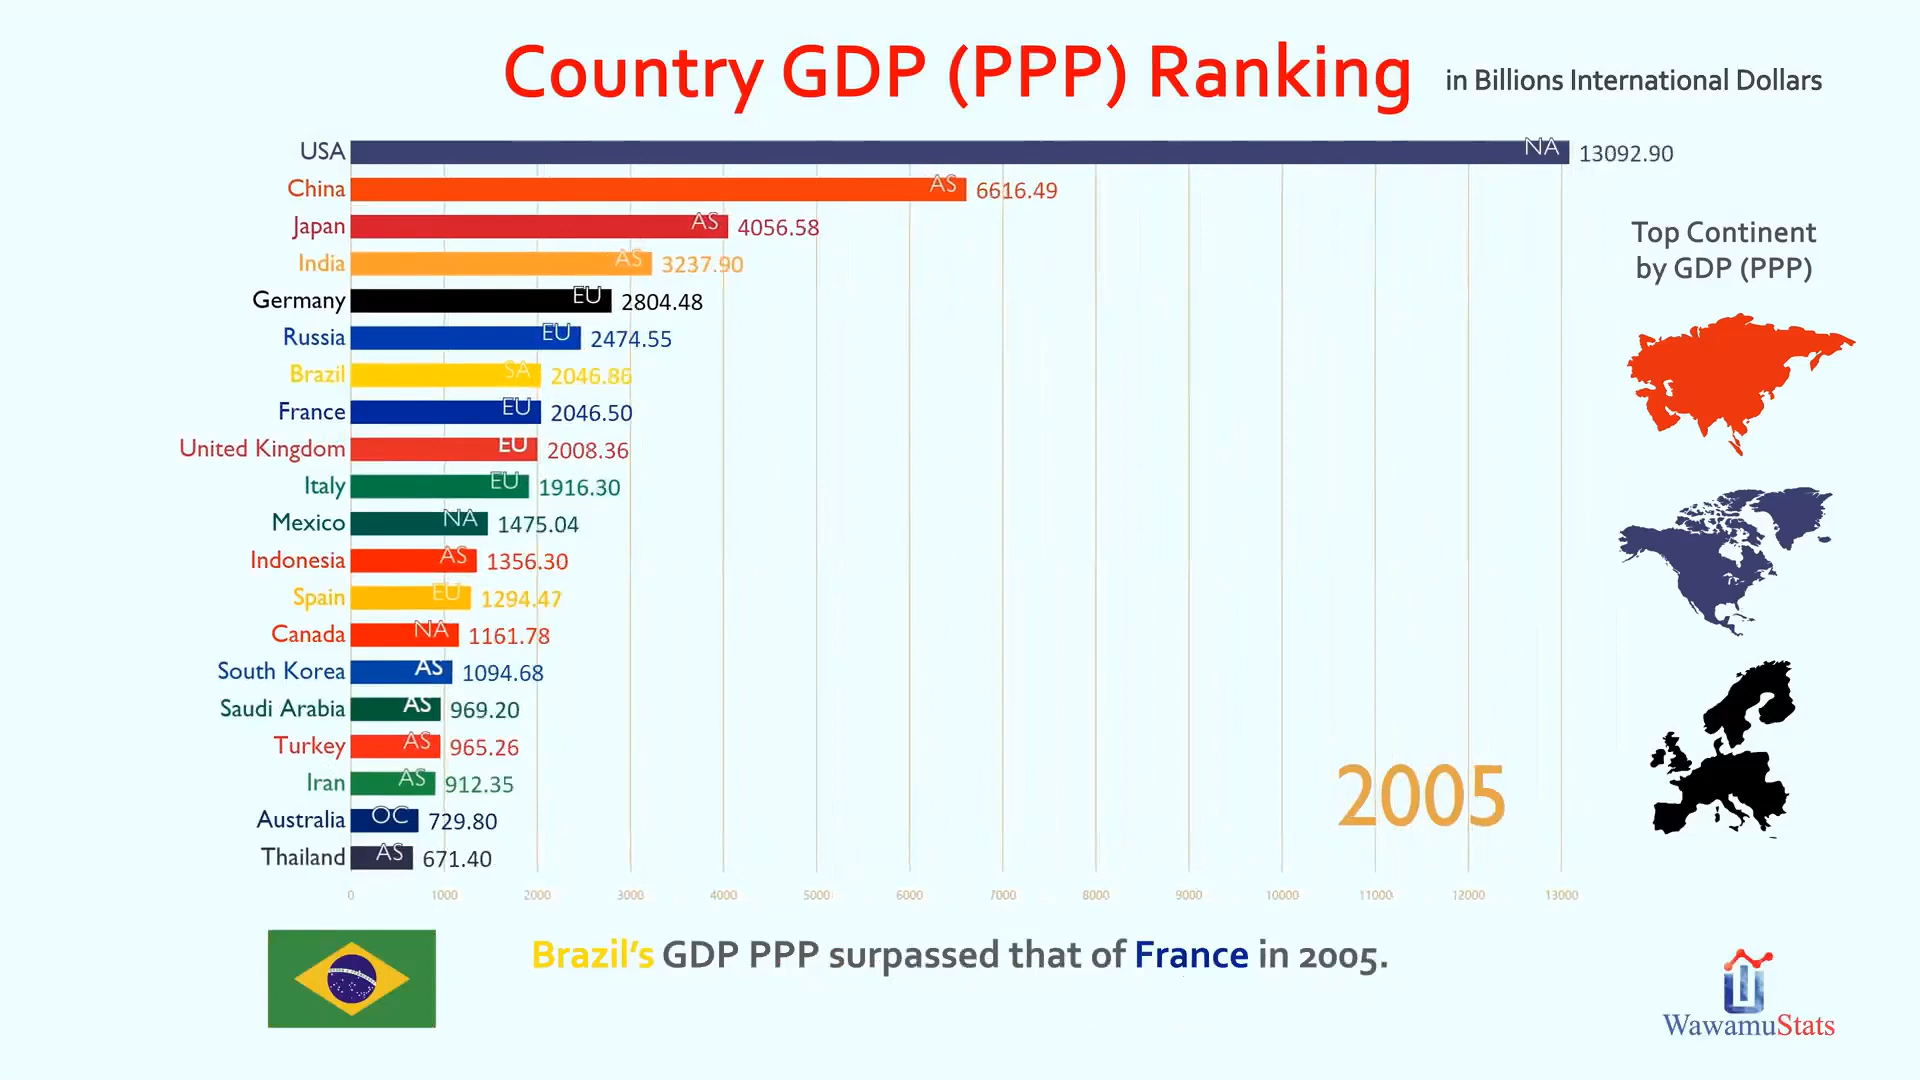 Country GDP (PPP) Ranking in Billions International Dollars
USA NA 13092.90
China AS 6616.49
Japan AS 4056.58
India AS 3237.90
Germany EU 2804.48
Russia EU 2474.55
Brazil SA 2046.86
France EU 2046.50
United Kingdom EU 2008.36
Italy EU 1916.30
Mexico NA 1475.04
Indonesia AS 1356.30
Spain EU 1294.47
Canada NA 1161.78
South Korea AS 1094.68
Saudi Arabia AS 969.20
Turkey AS 965.26
Iran AS 912.35
Australia OC 729.80
Thailand AS 671.40
0 1000 2000 3000 4000 5000 6000 7000 8000 9000 10000 11000 12000 13000
Top Continent
by GDP (PPP)
2005
Brazil's GDP PPP surpassed that of France in 2005.
WawamuStats